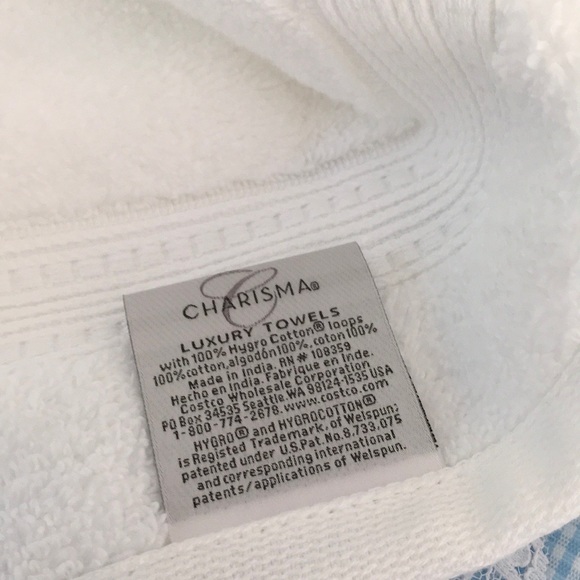 C
CHARISMA®
LUXURY TOWELS
with 100% Hygro Cotton® loops
100%cotton,algodón100%,coton100%
Made in India, RN # 108359
Hecho en India. Fabrique en Inde.
Costco Wholesale Corporation,
PO Box 34535 Seattle,WA 98124-1535 USA
1-800-774-2678.www.costco.com
HYGRO® and HYGROCOTTON®
is Registered Trademark, of Welspun;
patented under U.S.Pat.No.8,733,075
and corresponding international
patents/applications of Welspun.